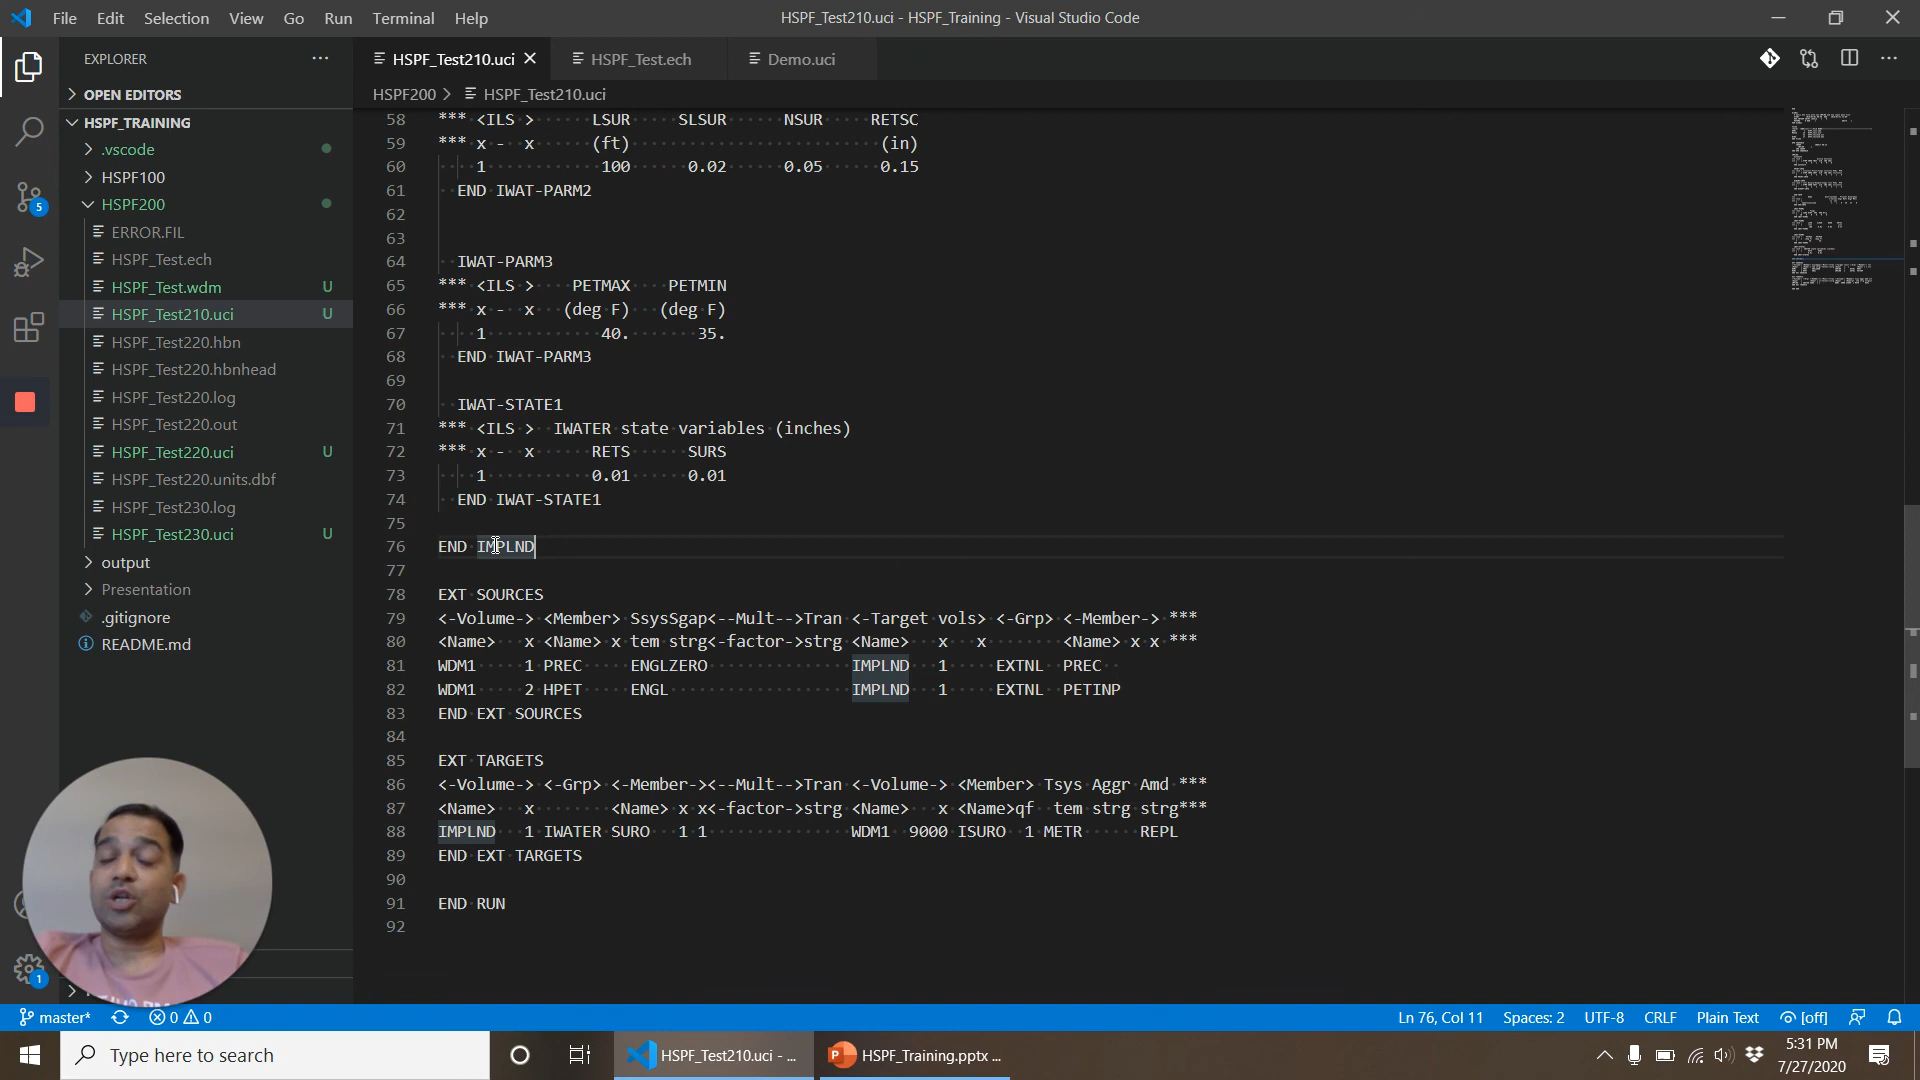 File Edit Selection View Go Run Terminal Help
HSPF_Test210.uci - HSPF_Training - Visual Studio Code
EXPLORER
OPEN EDITORS
HSPF_TRAINING
.vscode
HSPF100
HSPF200
ERROR.FIL
HSPF_Test.ech
HSPF_Test.wdm U
HSPF_Test210.uci U
HSPF_Test220.hbn
HSPF_Test220.hbnhead
HSPF_Test220.log
HSPF_Test220.out
HSPF_Test220.uci U
HSPF_Test220.units.dbf
HSPF_Test230.log
HSPF_Test230.uci U
output
Presentation
.gitignore
README.md
5
1
HSPF_Test210.uci HSPF_Test.ech Demo.uci
HSPF200 > HSPF_Test210.uci
58 *** <ILS > LSUR SLSUR NSUR RETSC
59 *** x - x (ft) (in)
60 1 100 0.02 0.05 0.15
61 END IWAT-PARM2
62
63
64 IWAT-PARM3
65 *** <ILS > PETMAX PETMIN
66 *** x - x (deg F) (deg F)
67 1 40. 35.
68 END IWAT-PARM3
69
70 IWAT-STATE1
71 *** <ILS > IWATER state variables (inches)
72 *** x - x RETS SURS
73 1 0.01 0.01
74 END IWAT-STATE1
75
76 END IMPLND
77
78 EXT SOURCES
79 <-Volume-> <Member> SsysSgap<--Mult-->Tran <-Target vols> <-Grp> <-Member-> ***
80 <Name> x <Name> x tem strg<-factor->strg <Name> x x <Name> x x ***
81 WDM1 1 PREC ENGLZERO IMPLND 1 EXTNL PREC
82 WDM1 2 HPET ENGL IMPLND 1 EXTNL PETINP
83 END EXT SOURCES
84
85 EXT TARGETS
86 <-Volume-> <-Grp> <-Member-><--Mult-->Tran <-Volume-> <Member> Tsys Aggr Amd ***
87 <Name> x <Name> x x<-factor->strg <Name> x <Name>qf tem strg strg***
88 IMPLND 1 IWATER SURO 1 1 WDM1 9000 ISURO 1 METR REPL
89 END EXT TARGETS
90
91 END RUN
92
master* 0 0
Ln 76, Col 11 Spaces: 2 UTF-8 CRLF Plain Text [off]
Type here to search
HSPF_Test210.uci - ...
HSPF_Training.pptx ...
5:31 PM
7/27/2020